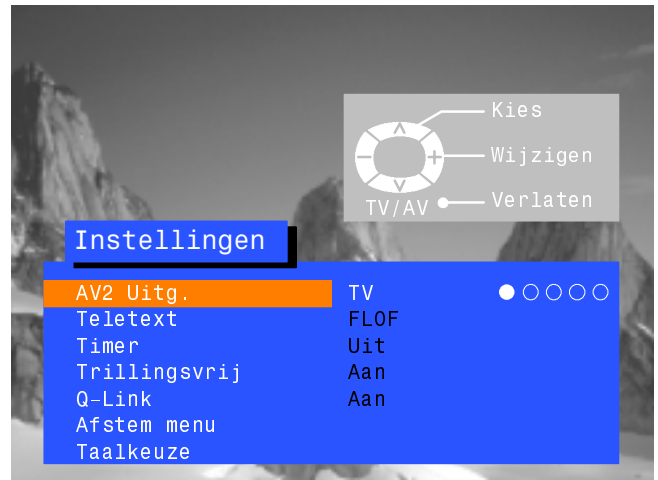 Kies
Wijzigen
TV/AV Verlaten
Instellingen
AV2 Uitg. TV
Teletext FLOF
Timer Uit
Trillingsvrij Aan
Q-Link Aan
Afstem menu
Taalkeuze